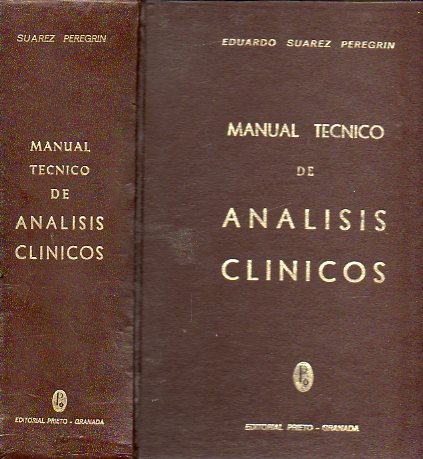 SUAREZ PEREGRIN
MANUAL
TECNICO
DE
ANALISIS
CLINICOS
EDITORIAL PRIETO - GRANADA
EDUARDO SUAREZ PEREGRIN
MANUAL TECNICO
DE
ANALISIS
CLINICOS
EDITORIAL PRIETO - GRANADA